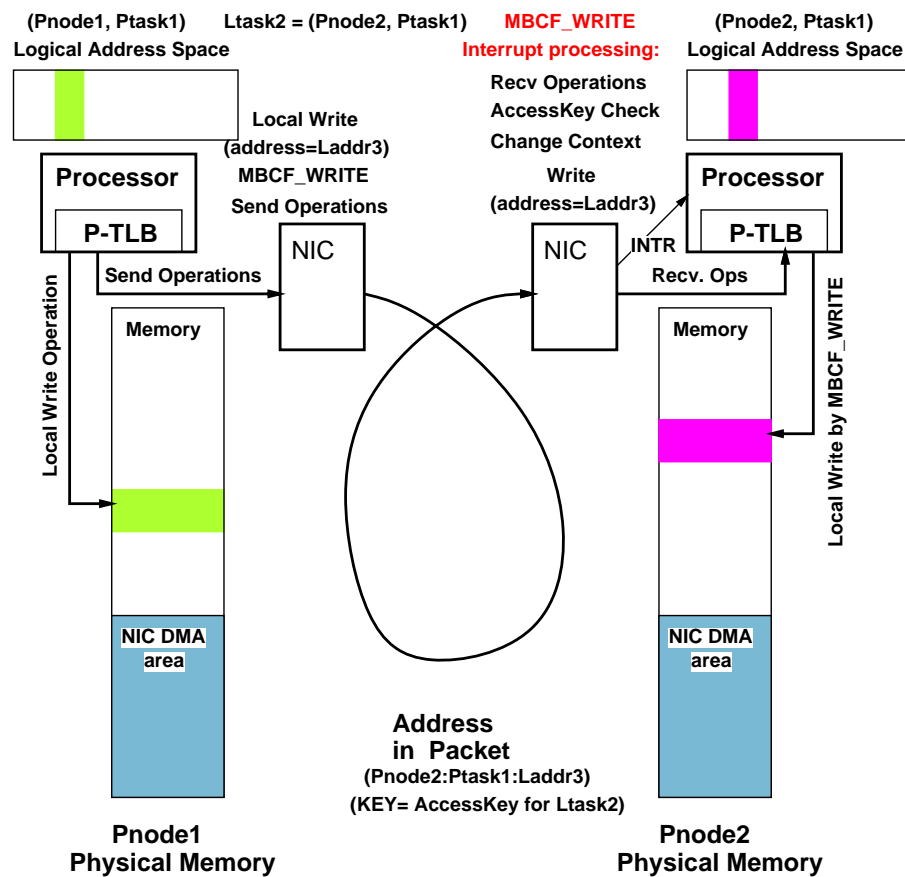 (Pnode1, Ptask1)
Logical Address Space
Ltask2 = (Pnode2, Ptask1)
MBCF_WRITE
Interrupt processing:
(Pnode2, Ptask1)
Logical Address Space
Recv Operations
AccessKey Check
Change Context
Local Write
(address=Laddr3)
MBCF_WRITE
Send Operations
Write
(address=Laddr3)
Processor
P-TLB
Send Operations
NIC
NIC
INTR
Recv. Ops
Processor
P-TLB
Local Write Operation
Memory
NIC DMA
area
Memory
NIC DMA
area
Local Write by MBCF_WRITE
Address
in Packet
(Pnode2:Ptask1:Laddr3)
(KEY= AccessKey for Ltask2)
Pnode1
Physical Memory
Pnode2
Physical Memory